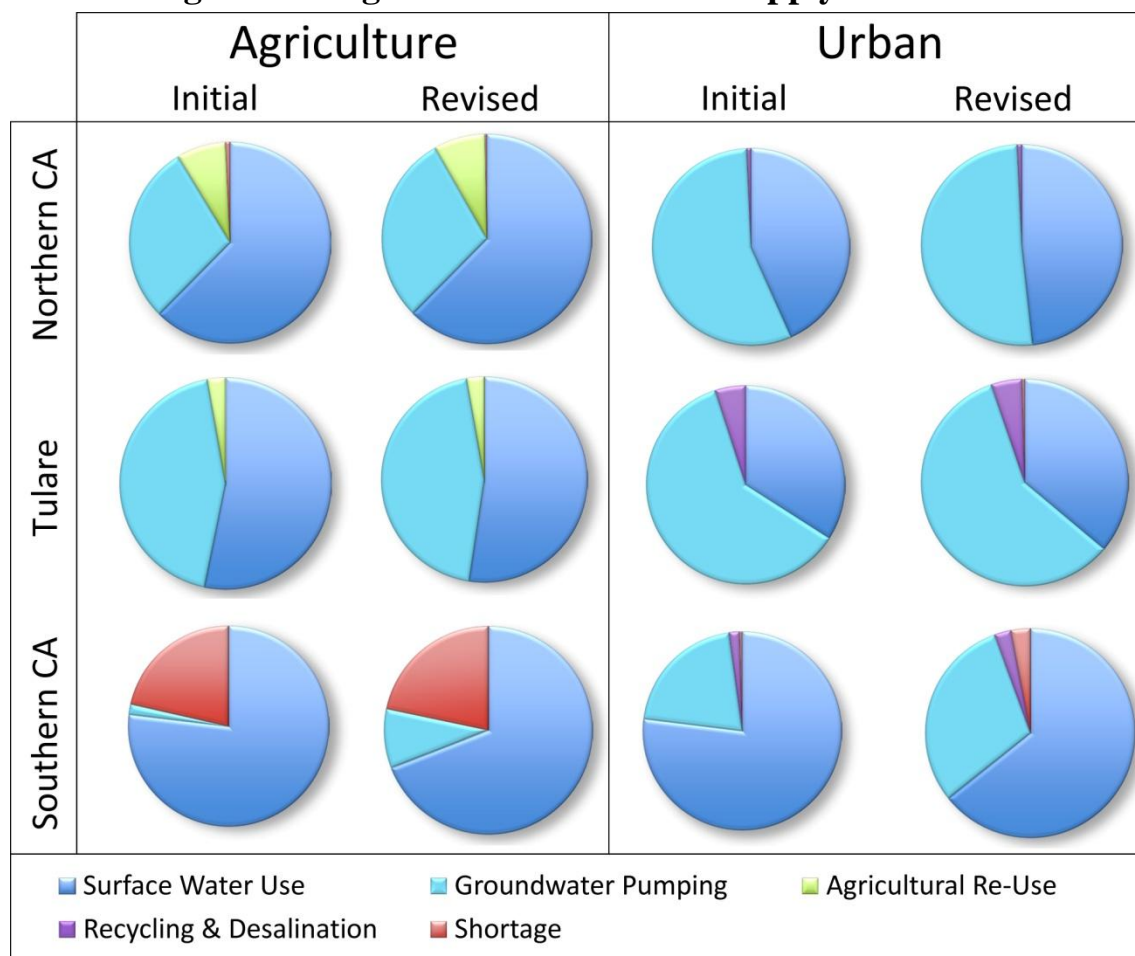 Agriculture Urban
Initial Revised Initial Revised
Northern CA
Tulare
Southern CA
Surface Water Use Groundwater Pumping Agricultural Re-Use
Recycling & Desalination Shortage